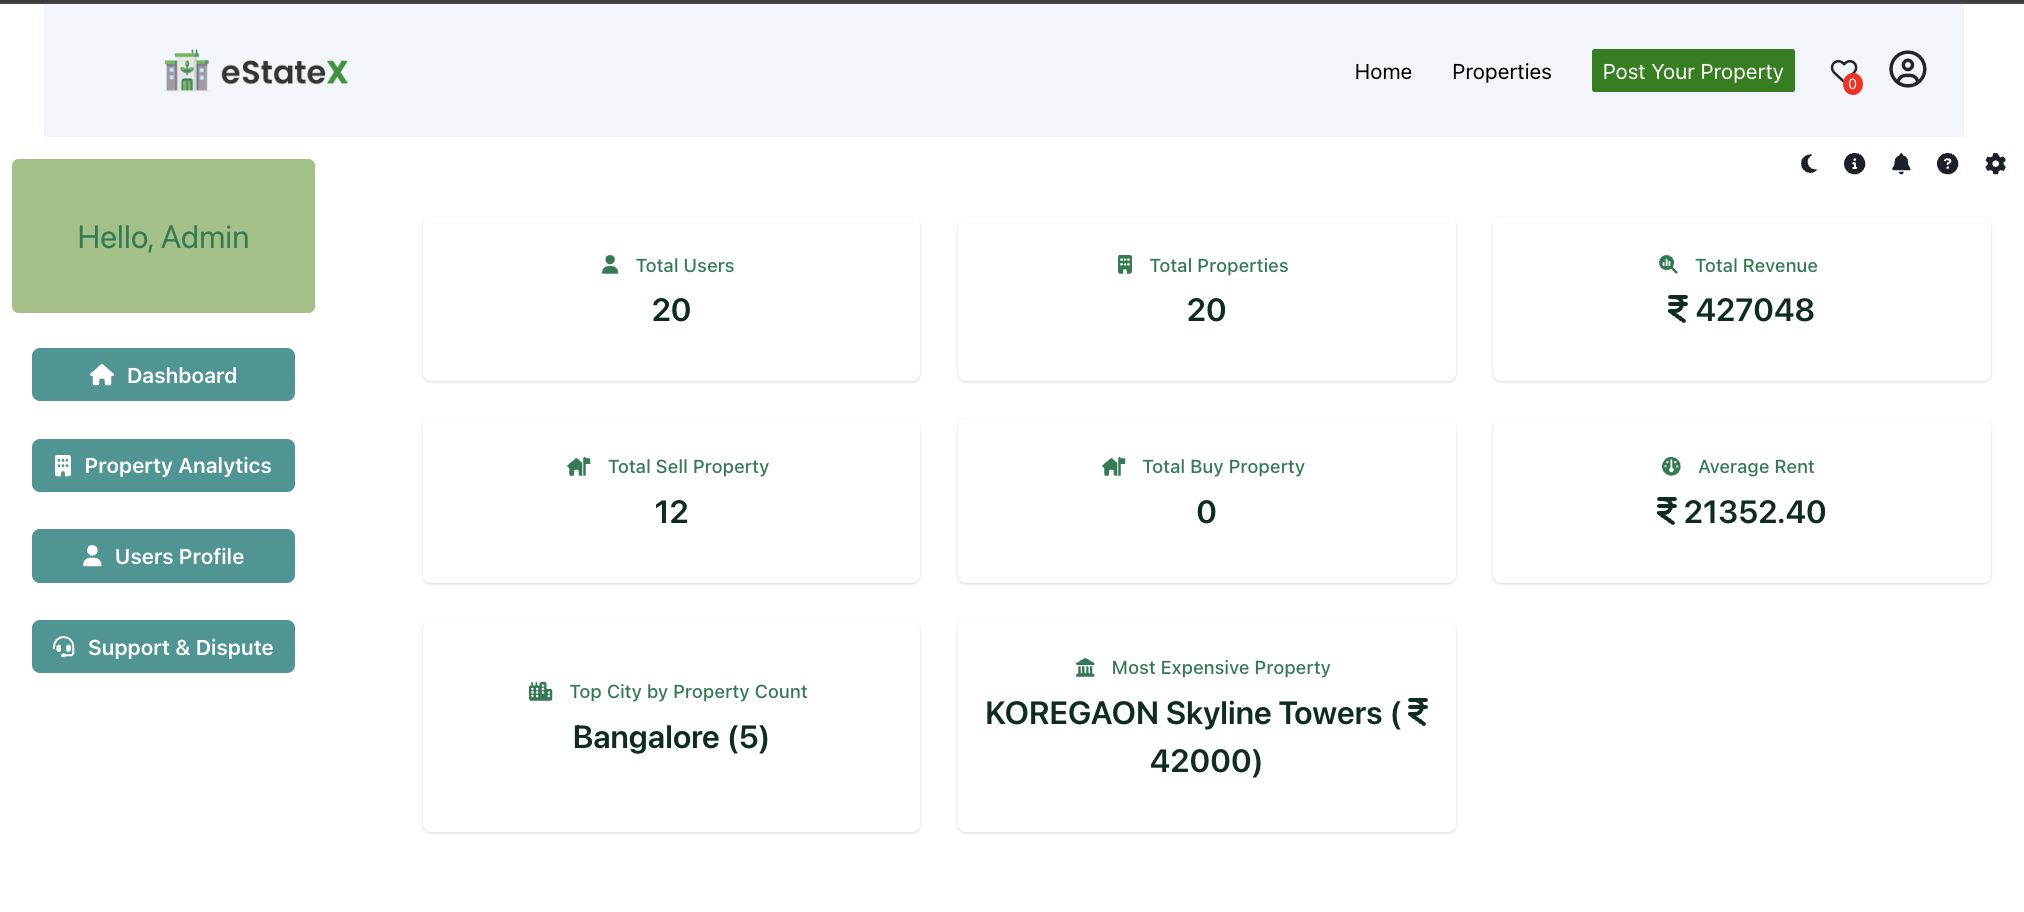 eStateX
Home
Properties
Post Your Property
0
Hello, Admin
Dashboard
Property Analytics
Users Profile
Support & Dispute
Total Users
20
Total Properties
20
Total Revenue
₹ 427048
Total Sell Property
12
Total Buy Property
0
Average Rent
₹ 21352.40
Top City by Property Count
Bangalore (5)
Most Expensive Property
KOREGAON Skyline Towers ( ₹
42000)